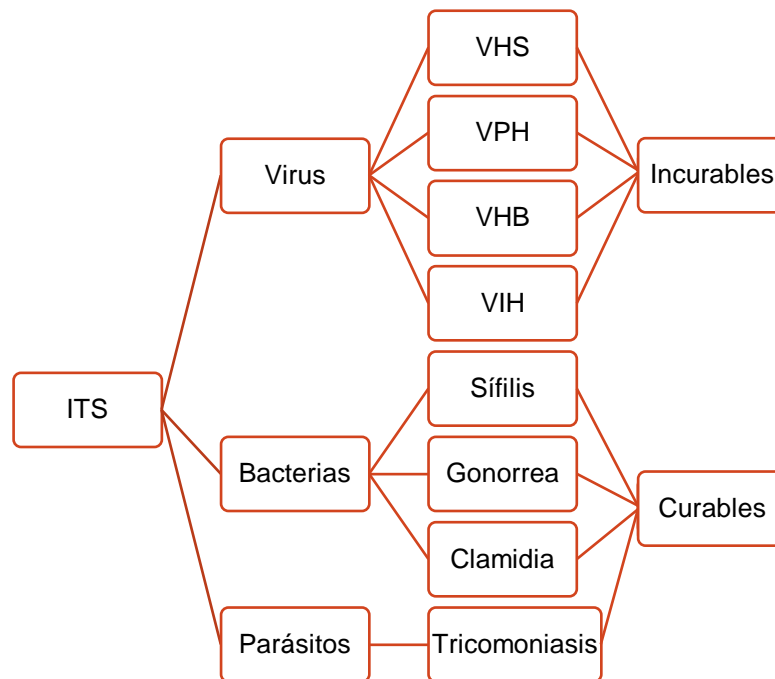 VHS
VPH
Virus
Incurables
VHB
VIH
Sífilis
ITS
Bacterias
Gonorrea
Curables
Clamidia
Parásitos
Tricomoniasis